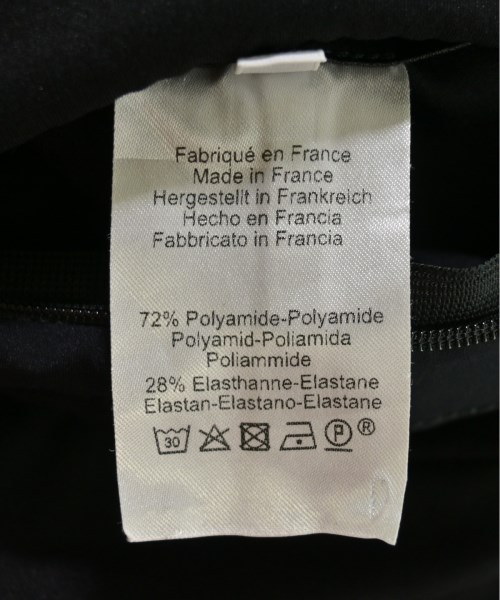 Fabriqué en France
Made in France
Hergestellt in Frankreich
Hecho en Francia
Fabbricato in Francia
72% Polyamide-Polyamide
Polyamid-Poliamida
Poliammide
28% Elasthanne-Elastane
Elastan-Elastano-Elastane
30 P ®